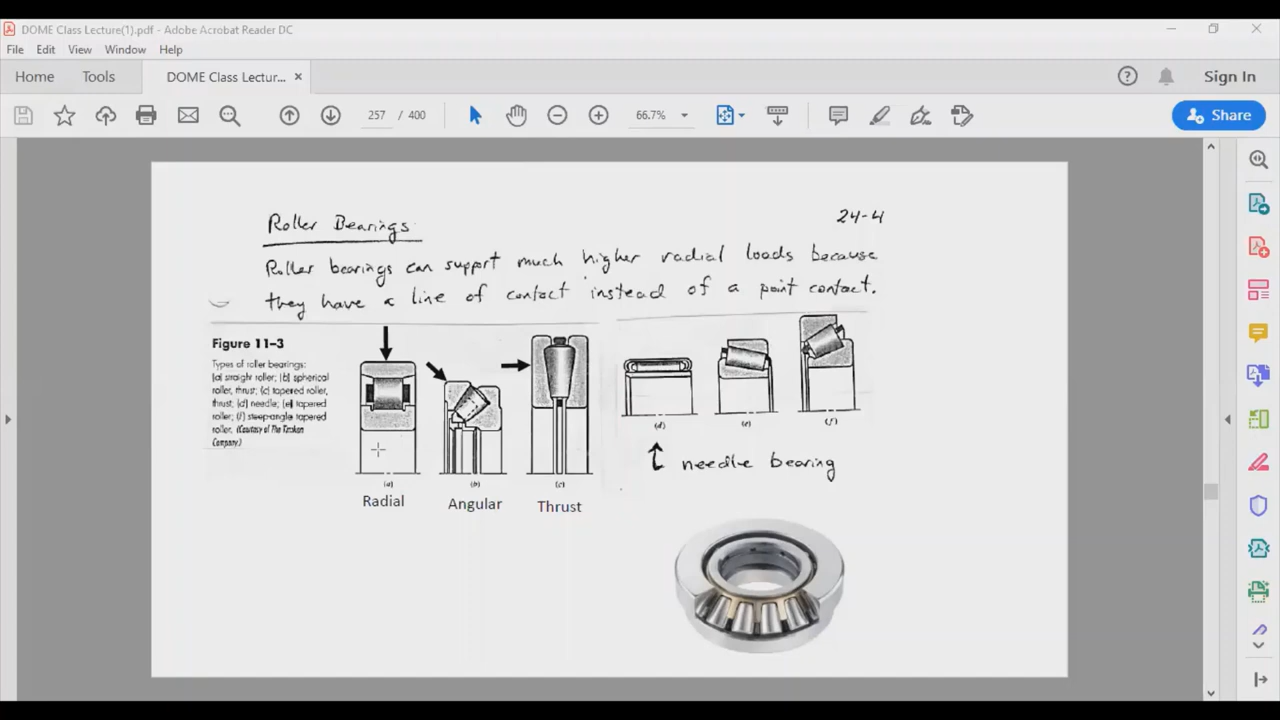 DOME Class Lecture(1).pdf - Adobe Acrobat Reader DC
File Edit View Window Help
Home Tools DOME Class Lectur... × Sign In
257 / 400 66.7% Share
Roller Bearings 24-4
Roller bearings can support much higher radial loads because
they have a line of contact instead of a point contact.
Figure 11-3
Types of roller bearings:
(a) straight roller; (b) spherical
roller, thrust; (c) tapered roller,
thrust; (d) needle; (e) tapered
roller; (f) steep-angle tapered
roller. (Courtesy of The Timken
Company.)
(a) (b) (c) (d) (e) (f)
Radial Angular Thrust
needle bearing